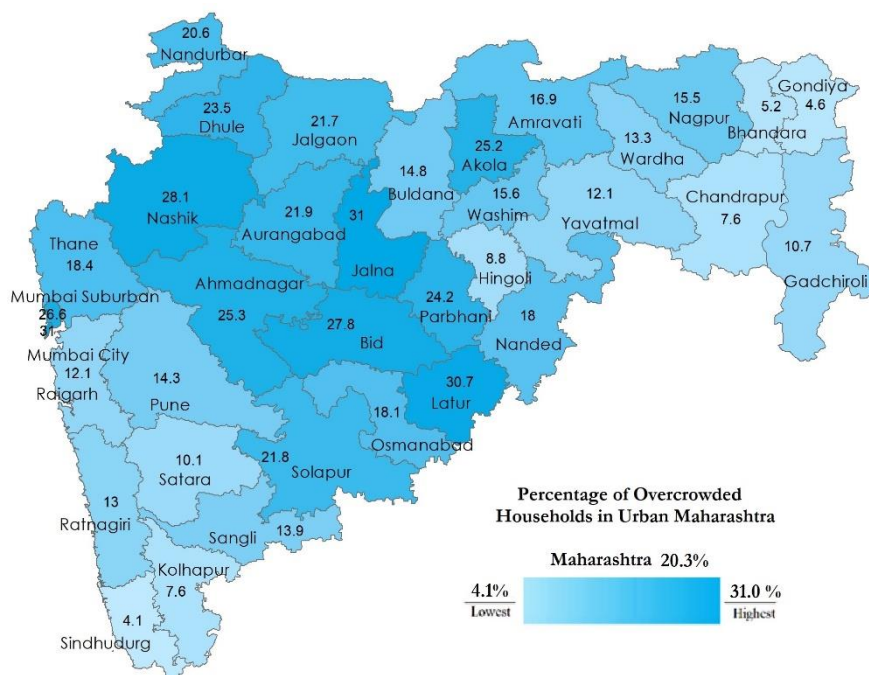 20.6
Nandurbar
23.5
Dhule
21.7
Jalgaon
14.8
Buldana
25.2
Akola
16.9
Amravati
15.5
Nagpur
13.3
Wardha
5.2
Bhandara
Gondiya
4.6
28.1
Nashik
21.9
Aurangabad
31
Jalna
15.6
Washim
12.1
Yavatmal
Chandrapur
7.6
10.7
Gadchiroli
Thane
18.4
Mumbai Suburban
26.6
31
Mumbai City
Ahmadnagar
25.3
27.8
Bid
24.2
Parbhani
8.8
Hingoli
18
Nanded
12.1
Raigarh
14.3
Pune
30.7
Latur
18.1
Osmanabad
21.8
Solapur
10.1
Satara
13
Ratnagiri
Sangli 13.9
Kolhapur
7.6
4.1
Sindhudurg
Percentage of Overcrowded
Households in Urban Maharashtra
Maharashtra 20.3%
4.1%
Lowest
31.0 %
Highest